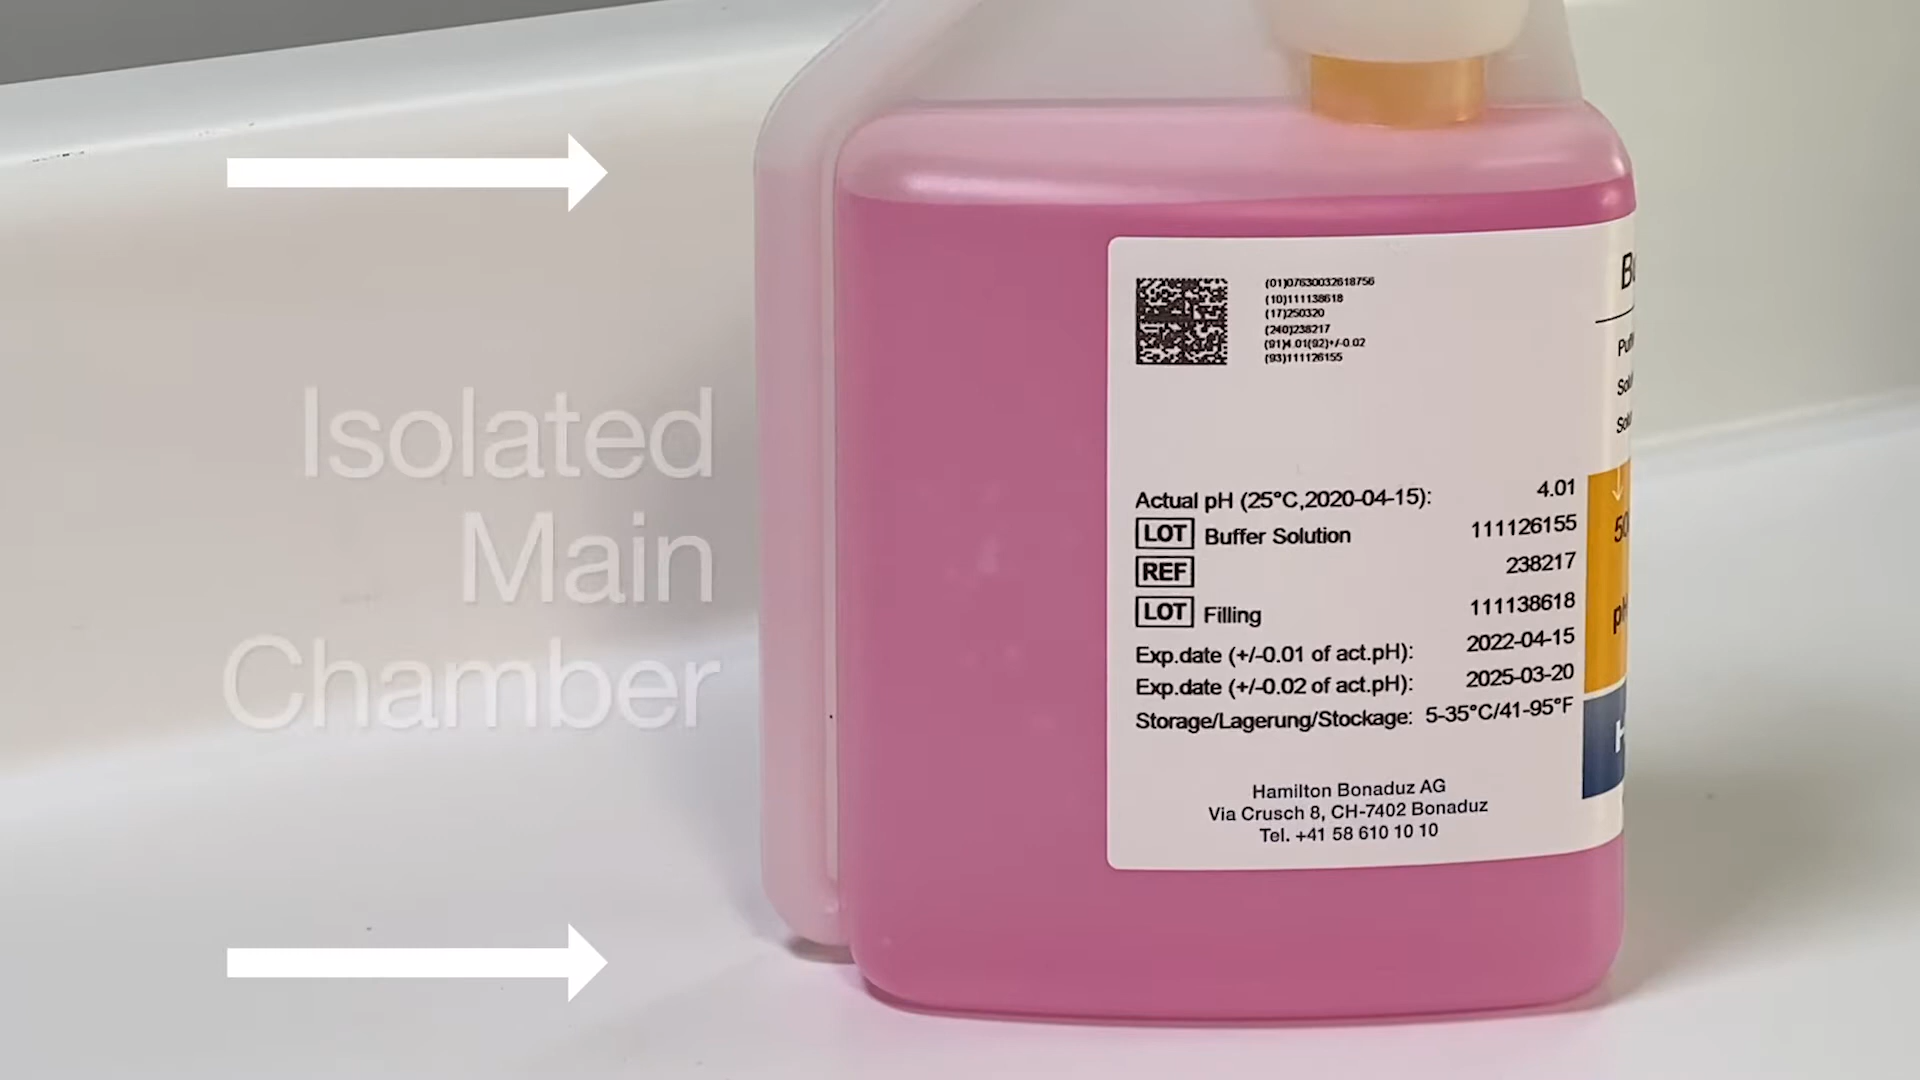 Isolated
Main
Chamber
(01)07630032618756
(10)111138618
(17)250320
(240)238217
(91)4.01(92)+/-0.02
(93)111126155
Actual pH (25°C,2020-04-15): 4.01
LOT Buffer Solution 111126155
REF 238217
LOT Filling 111138618
Exp.date (+/-0.01 of act.pH): 2022-04-15
Exp.date (+/-0.02 of act.pH): 2025-03-20
Storage/Lagerung/Stockage: 5-35°C/41-95°F
Hamilton Bonaduz AG
Via Crusch 8, CH-7402 Bonaduz
Tel. +41 58 610 10 10